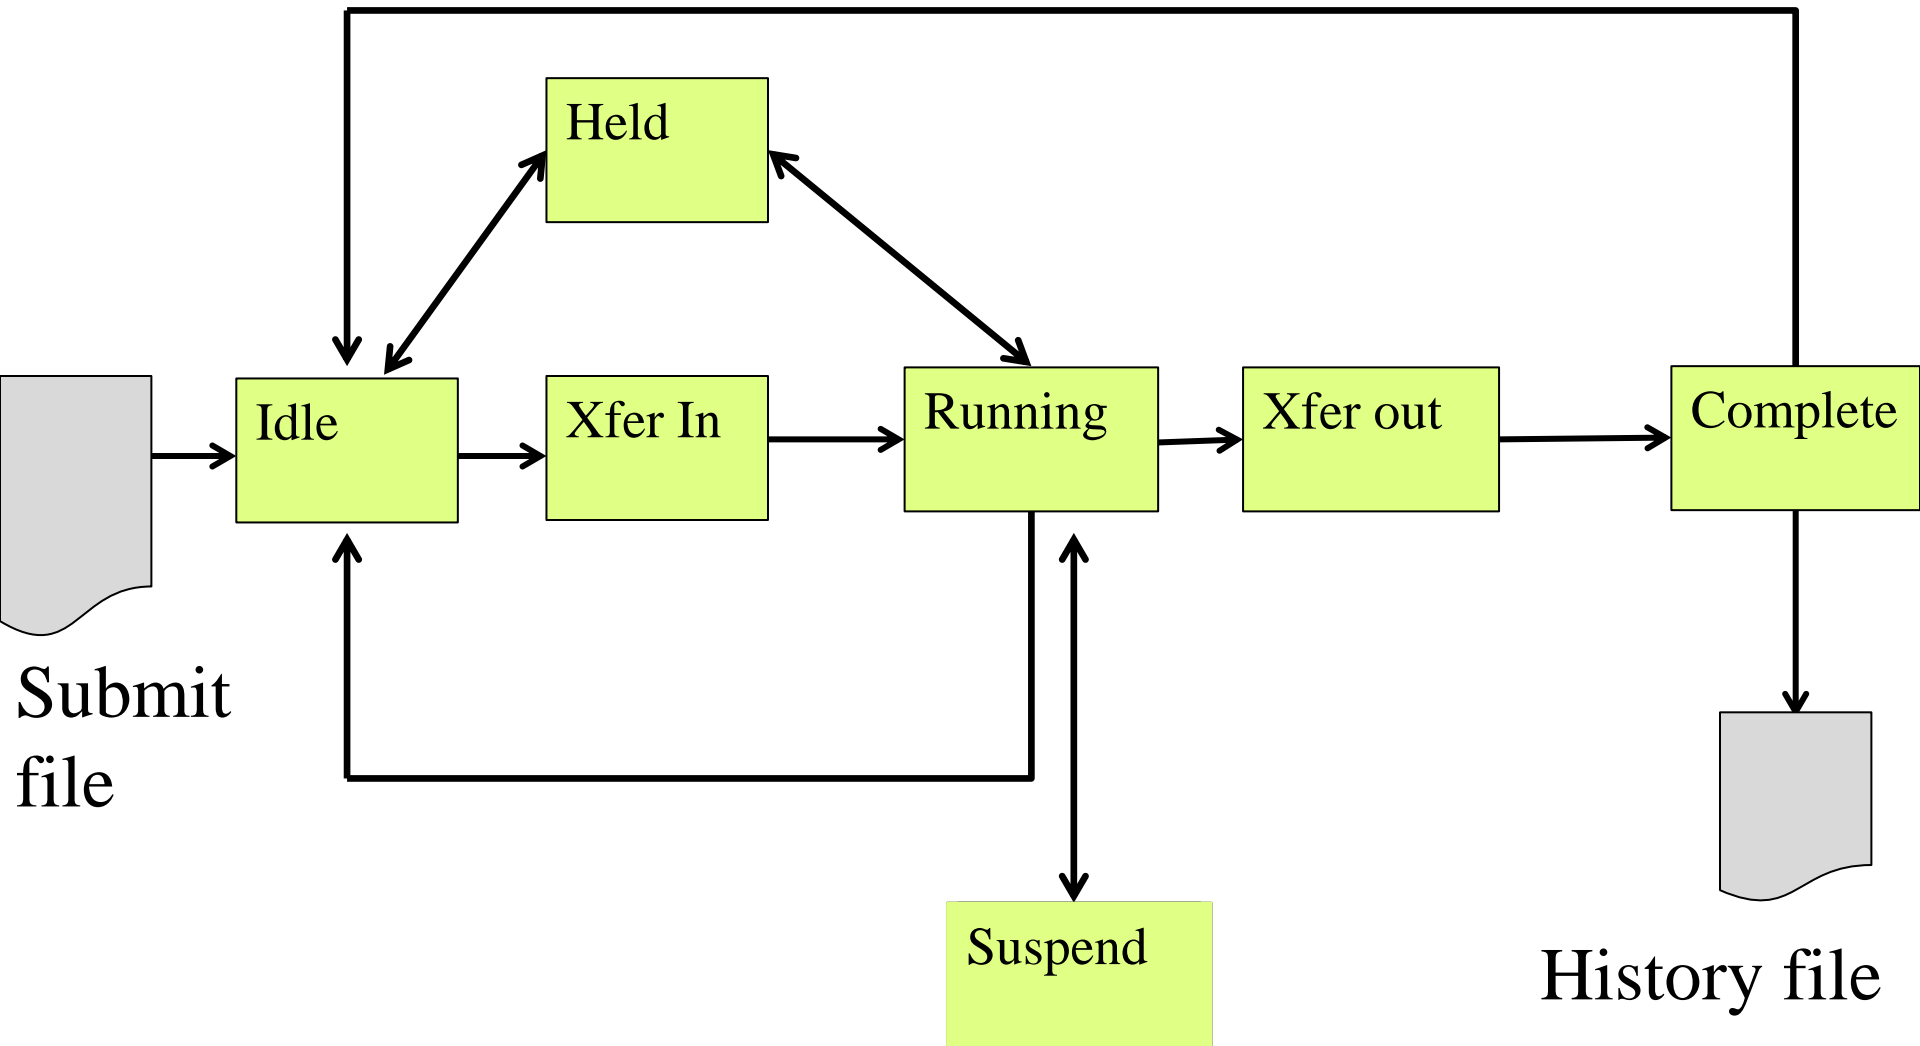 Held
Idle
Xfer In
Running
Xfer out
Complete
Submit
file
Suspend
History file